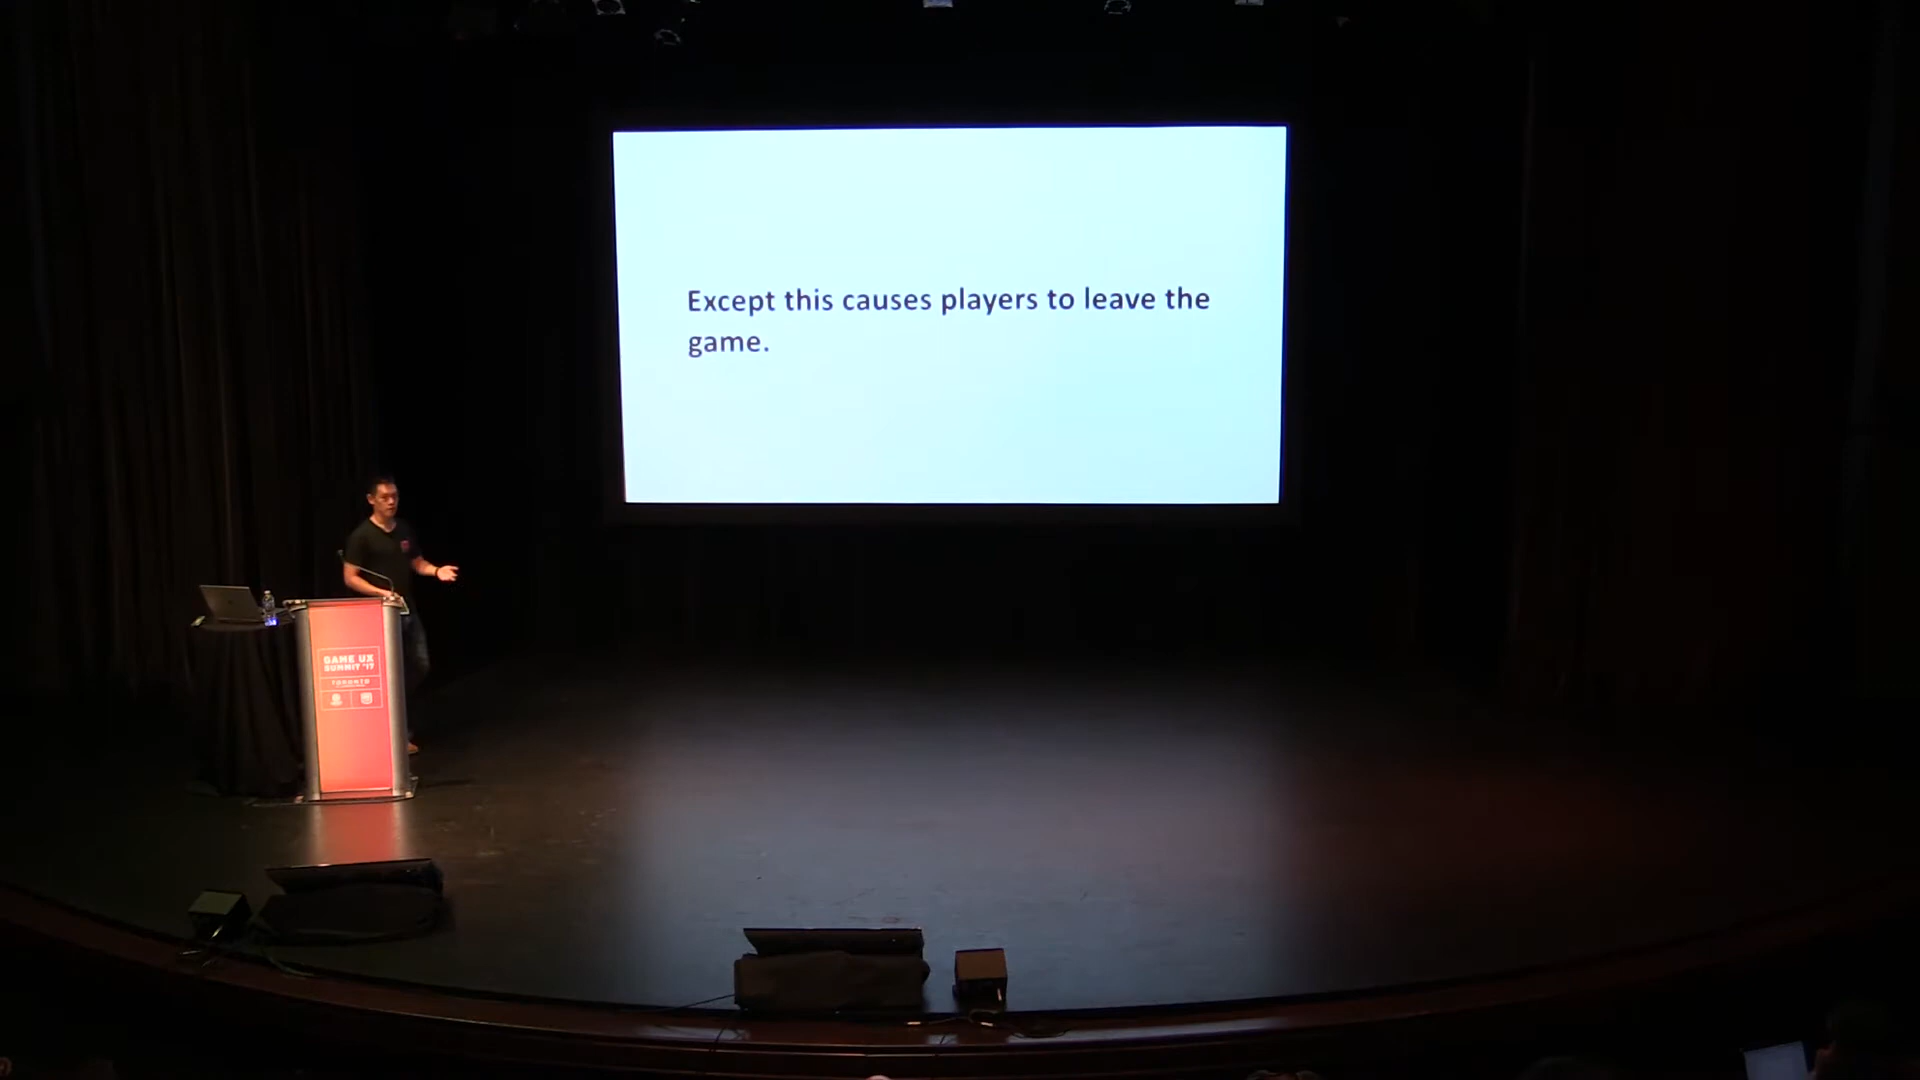 Except this causes players to leave the
game.
GAME UX
SUMMIT '17
TORONTO